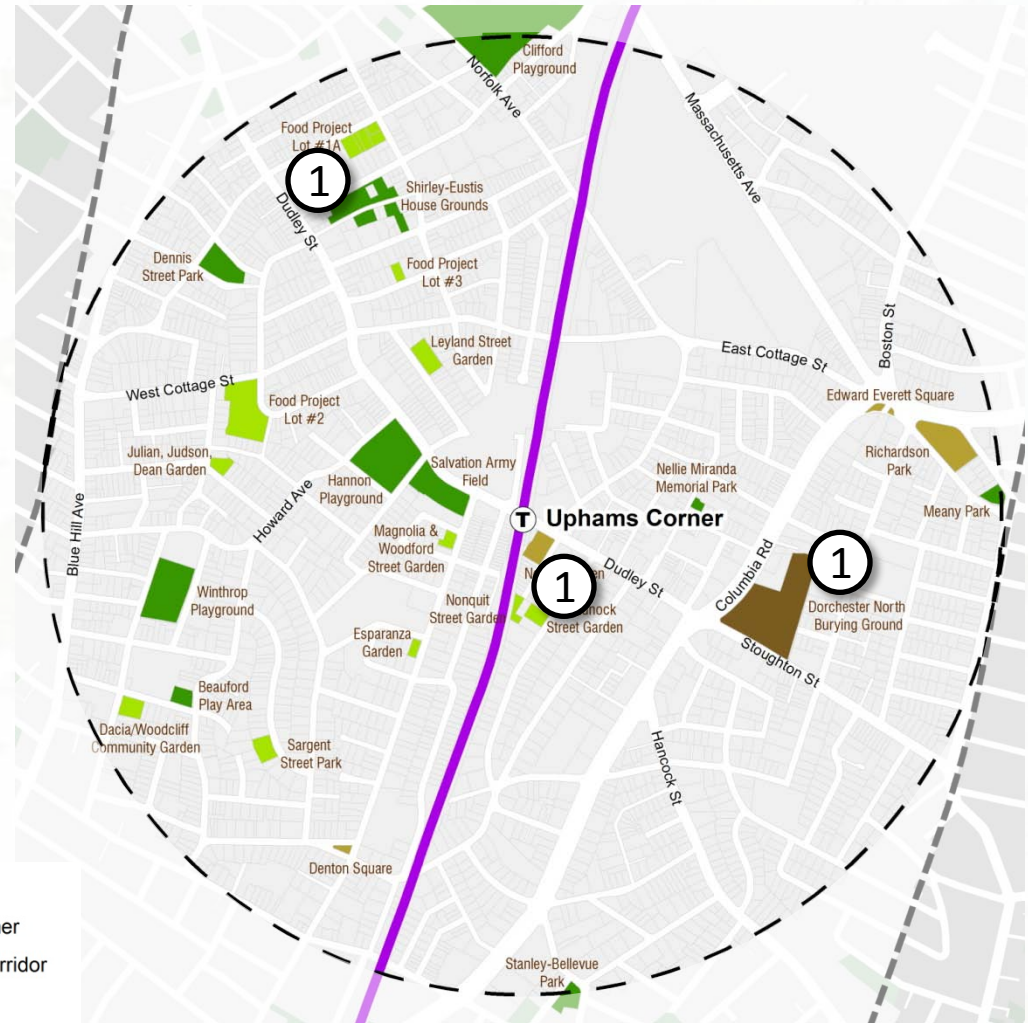 Clifford
Playground
Norfolk Ave
Massachusetts Ave
Food Project
Lot #1A
1
Shirley-Eustis
House Grounds
Dudley St
Dennis
Street Park
Food Project
Lot #3
Boston St
Leyland Street
Garden
East Cottage St
West Cottage St
Food Project
Lot #2
Edward Everett Square
Richardson
Park
Julian, Judson,
Dean Garden
Hannon
Playground
Salvation Army
Field
Nellie Miranda
Memorial Park
Meany Park
Howard Ave
Blue Hill Ave
T Uphams Corner
Magnolia &
Woodford
Street Garden
Columbia Rd
1
1
Dudley St
Winthrop
Playground
Nonquit
Street Garden
Street Garden
Dorchester North
Burying Ground
Stoughton St
Esparanza
Garden
Beauford
Play Area
Dacia/Woodcliff
Community Garden
Sargent
Street Park
Hancock St
Denton Square
Stanley-Bellevue
Park